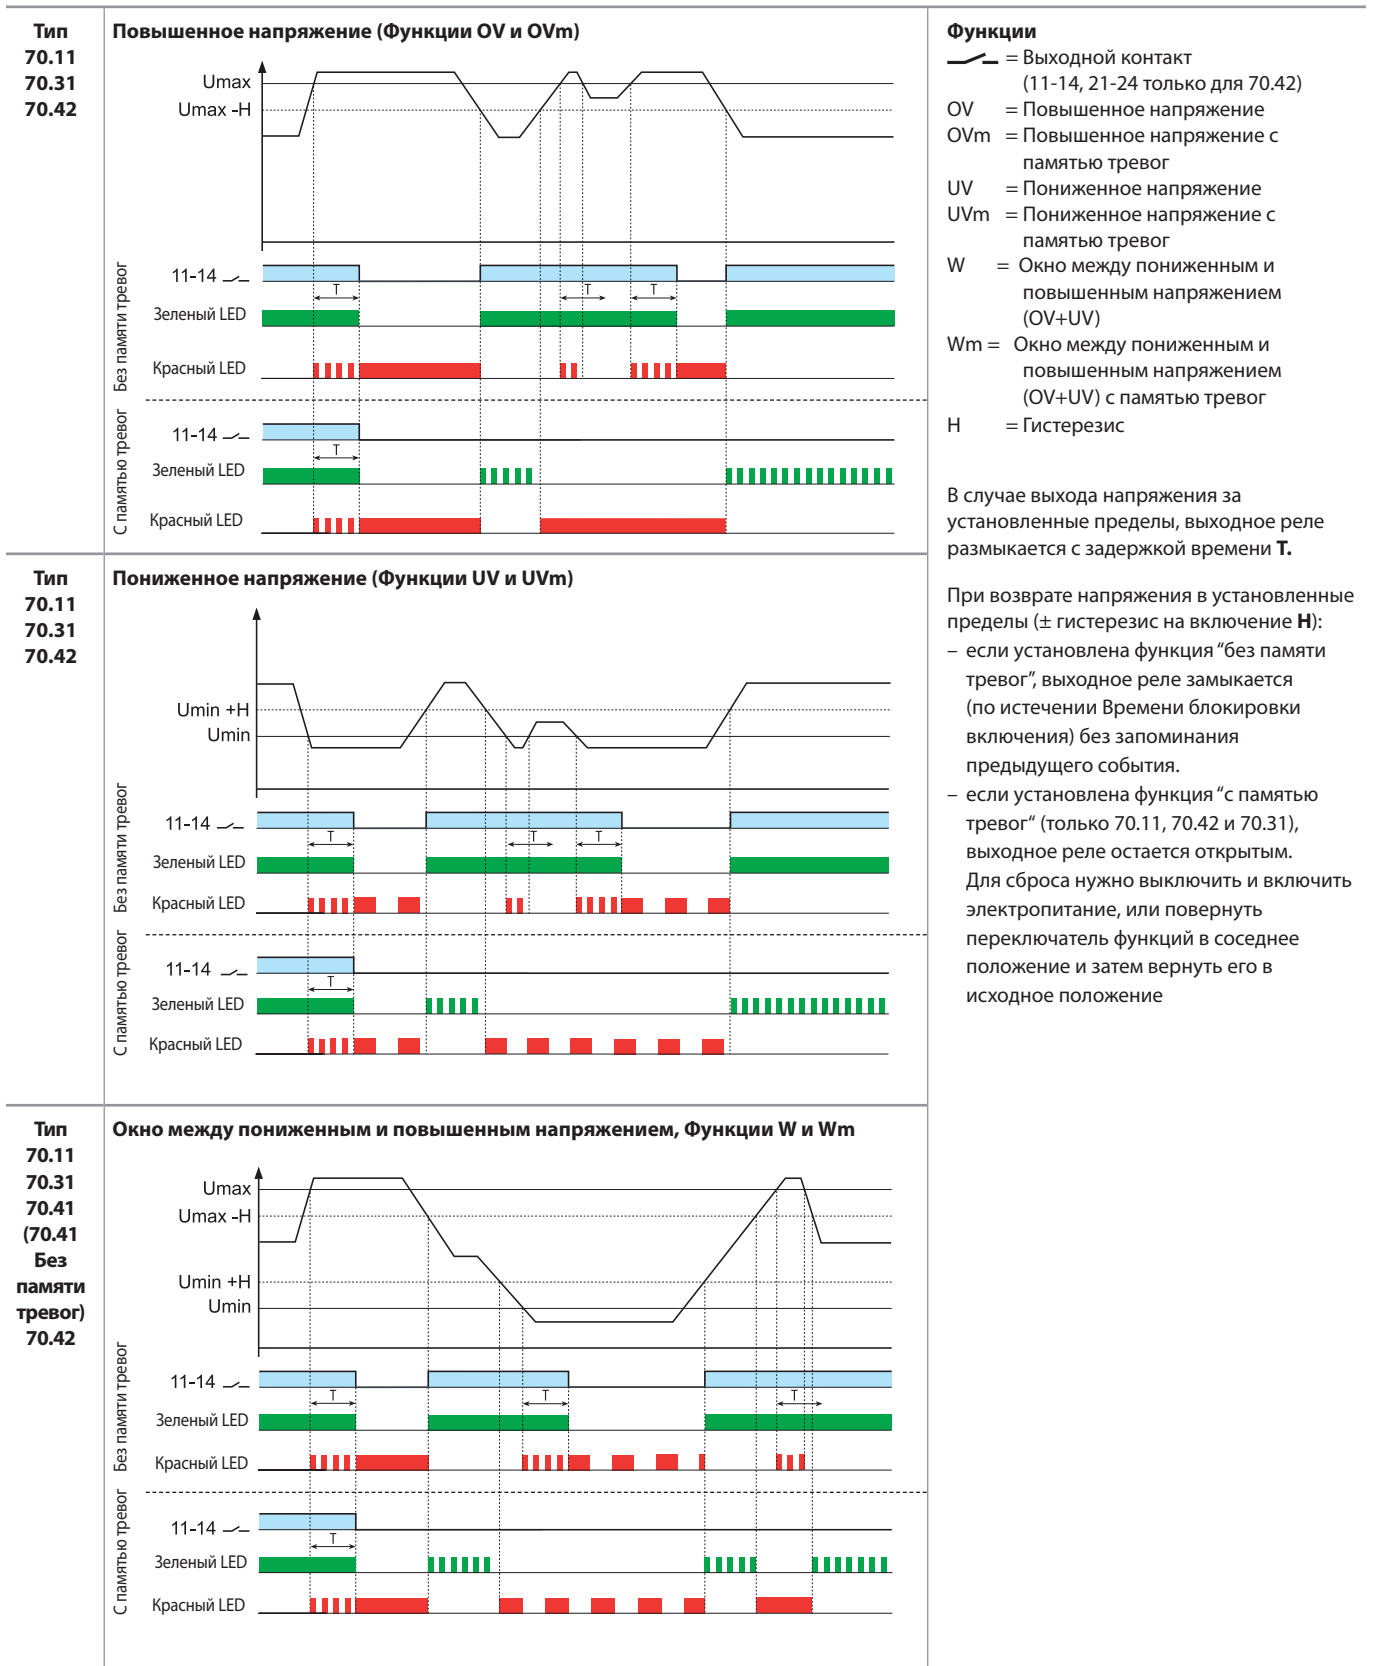 Тип
70.11
70.31
70.42
Повышенное напряжение (Функции OV и OVm)
Umax
Umax -H
Без памяти тревог
11-14
T
T
T
Зеленый LED
Красный LED
С памятью тревог
11-14
T
Зеленый LED
Красный LED
Тип
70.11
70.31
70.42
Пониженное напряжение (Функции UV и UVm)
Umin +H
Umin
Без памяти тревог
11-14
T
T
T
Зеленый LED
Красный LED
С памятью тревог
11-14
T
Зеленый LED
Красный LED
Тип
70.11
70.31
70.41
(70.41
Без
памяти
тревог)
70.42
Окно между пониженным и повышенным напряжением, Функции W и Wm
Umax
Umax -H
Umin +H
Umin
Без памяти тревог
11-14
T
T
T
Зеленый LED
Красный LED
С памятью тревог
11-14
T
Зеленый LED
Красный LED
Функции
= Выходной контакт
(11-14, 21-24 только для 70.42)
OV = Повышенное напряжение
OVm = Повышенное напряжение с
памятью тревог
UV = Пониженное напряжение
UVm = Пониженное напряжение с
памятью тревог
W = Окно между пониженным и
повышенным напряжением
(OV+UV)
Wm = Окно между пониженным и
повышенным напряжением
(OV+UV) с памятью тревог
H = Гистерезис
В случае выхода напряжения за
установленные пределы, выходное реле
размыкается с задержкой времени T.
При возврате напряжения в установленные
пределы (± гистерезис на включение H):
– если установлена функция “без памяти
тревог”, выходное реле замыкается
(по истечении Времени блокировки
включения) без запоминания
предыдущего события.
– если установлена функция “с памятью
тревог“ (только 70.11, 70.42 и 70.31),
выходное реле остается открытым.
Для сброса нужно выключить и включить
электропитание, или повернуть
переключатель функций в соседнее
положение и затем вернуть его в
исходное положение